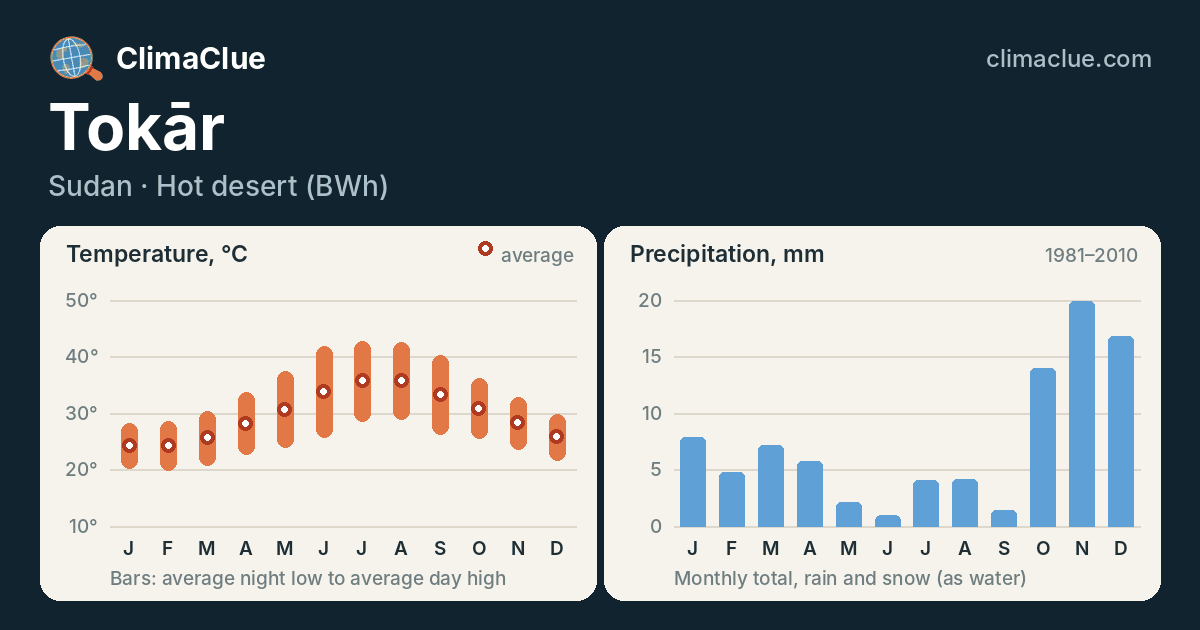 ClimaClue
climaclue.com
Tokār
Sudan · Hot desert (BWh)
Temperature, °C
average
50°
40°
30°
20°
10°
J F M A M J J A S O N D
Bars: average night low to average day high
Precipitation, mm
1981–2010
20
15
10
5
0
J F M A M J J A S O N D
Monthly total, rain and snow (as water)